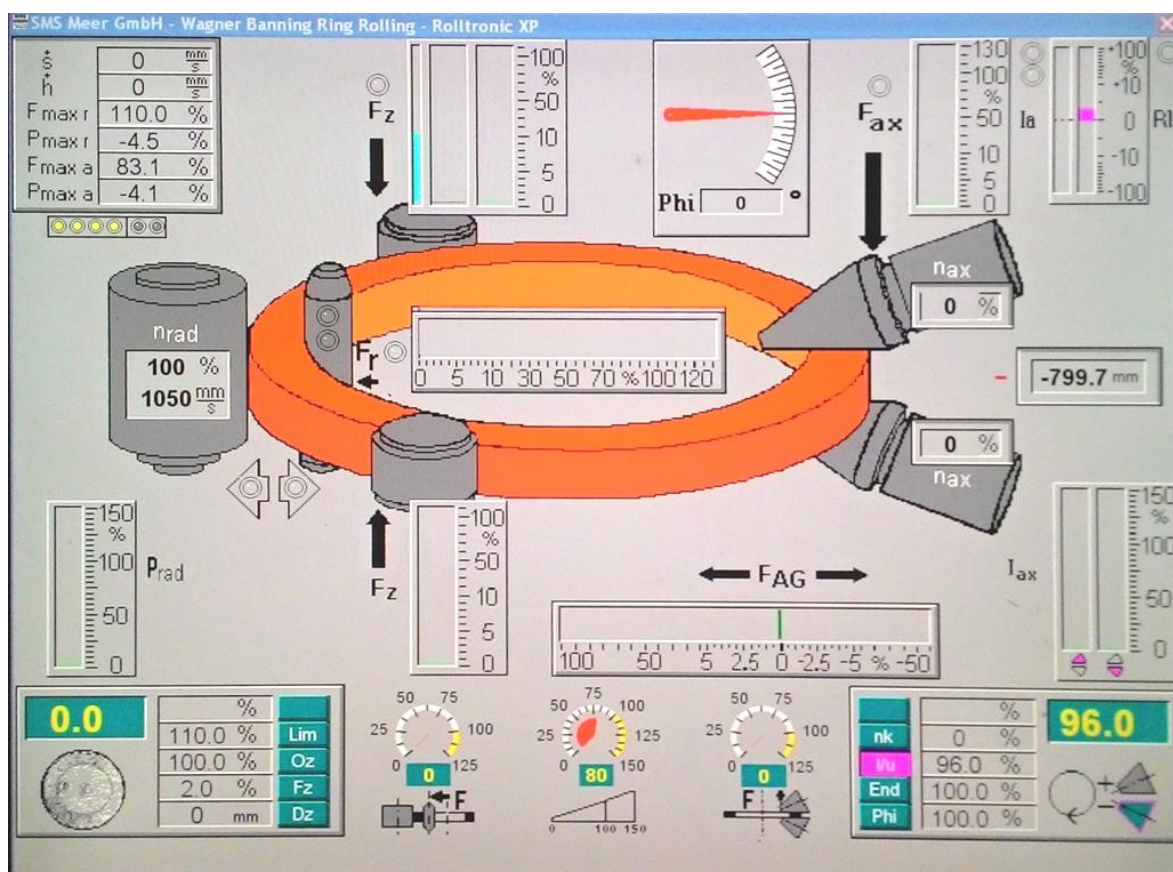 SMS Meer GmbH - Wagner Banning Ring Rolling - Rolltronic XP
ṡ 0 mm/s
ḣ 0 mm/s
F max r 110.0 %
P max r -4.5 %
F max a 83.1 %
P max a -4.1 %
Fz
100
%
50
10
5
0
Phi 0 °
Fax
130
100
%
50
10
5
0
Ia
+100
%
+10
0
-10
-100
nrad
100 %
1050 mm/s
Fr
0 5 10 30 50 70 % 100 120
nax
0 %
-799.7 mm
0 %
nax
150
%
100
50
0
Prad
Fz
100
%
50
10
5
0
FAG
100 50 5 2.5 0 -2.5 -5 % -50
Iax
150
%
100
50
0
0.0
%
110.0 % Lim
100.0 % Oz
2.0 % Fz
0 mm Dz
0 25 50 75 100 125
0
F
0 25 50 75 100 125 150
80
0 100 150
0 25 50 75 100 125
0
F
%
nk 0 %
I/u 96.0 %
End 100.0 %
Phi 100.0 %
96.0
+
−